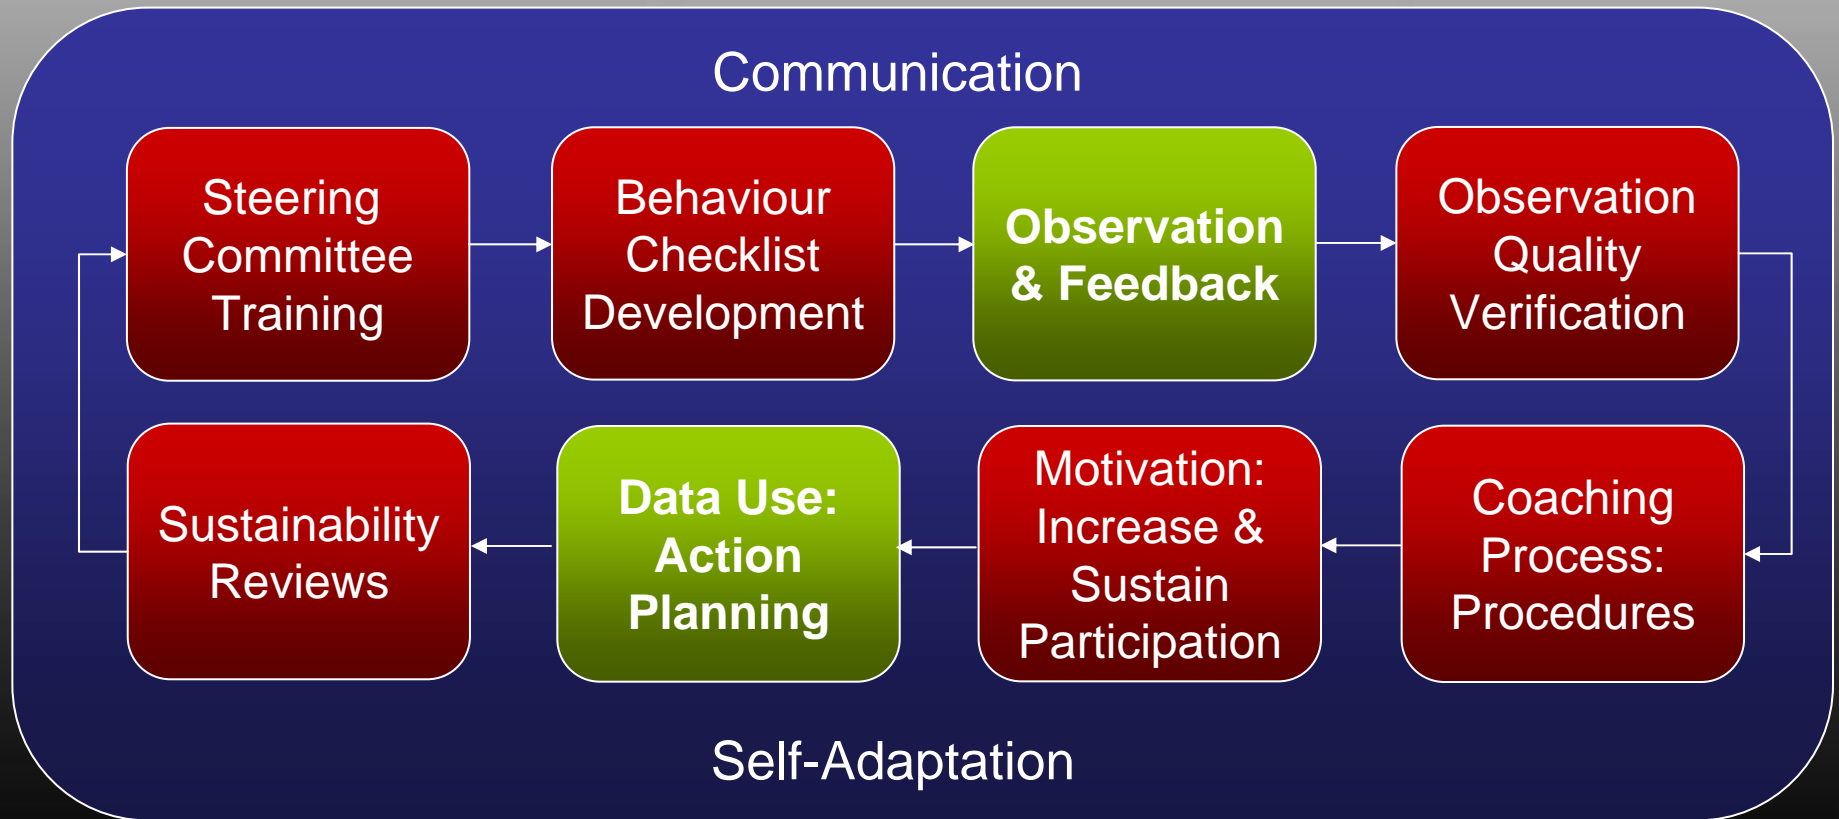 Communication
Steering
Committee
Training
Behaviour
Checklist
Development
Observation
& Feedback
Observation
Quality
Verification
Sustainability
Reviews
Data Use:
Action
Planning
Motivation:
Increase &
Sustain
Participation
Coaching
Process:
Procedures
Self-Adaptation